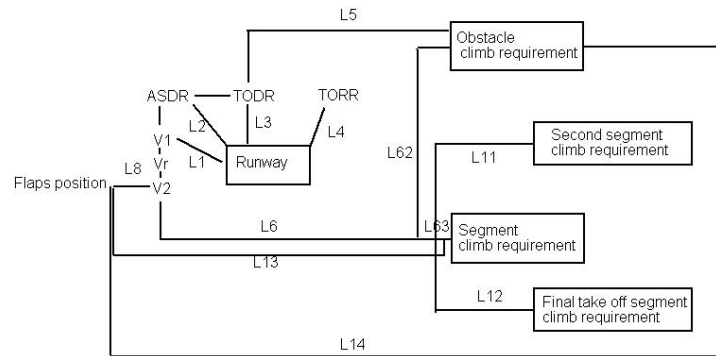 L5
Obstacle
climb requirement
ASDR
TODR
TORR
L2
L3
L4
V1
L1
Runway
L62
Second segment
climb requirement
L11
Vr
L8
Flaps position
V2
L6
L63
Segment
climb requirement
L13
L12
Final take off segment
climb requirement
L14